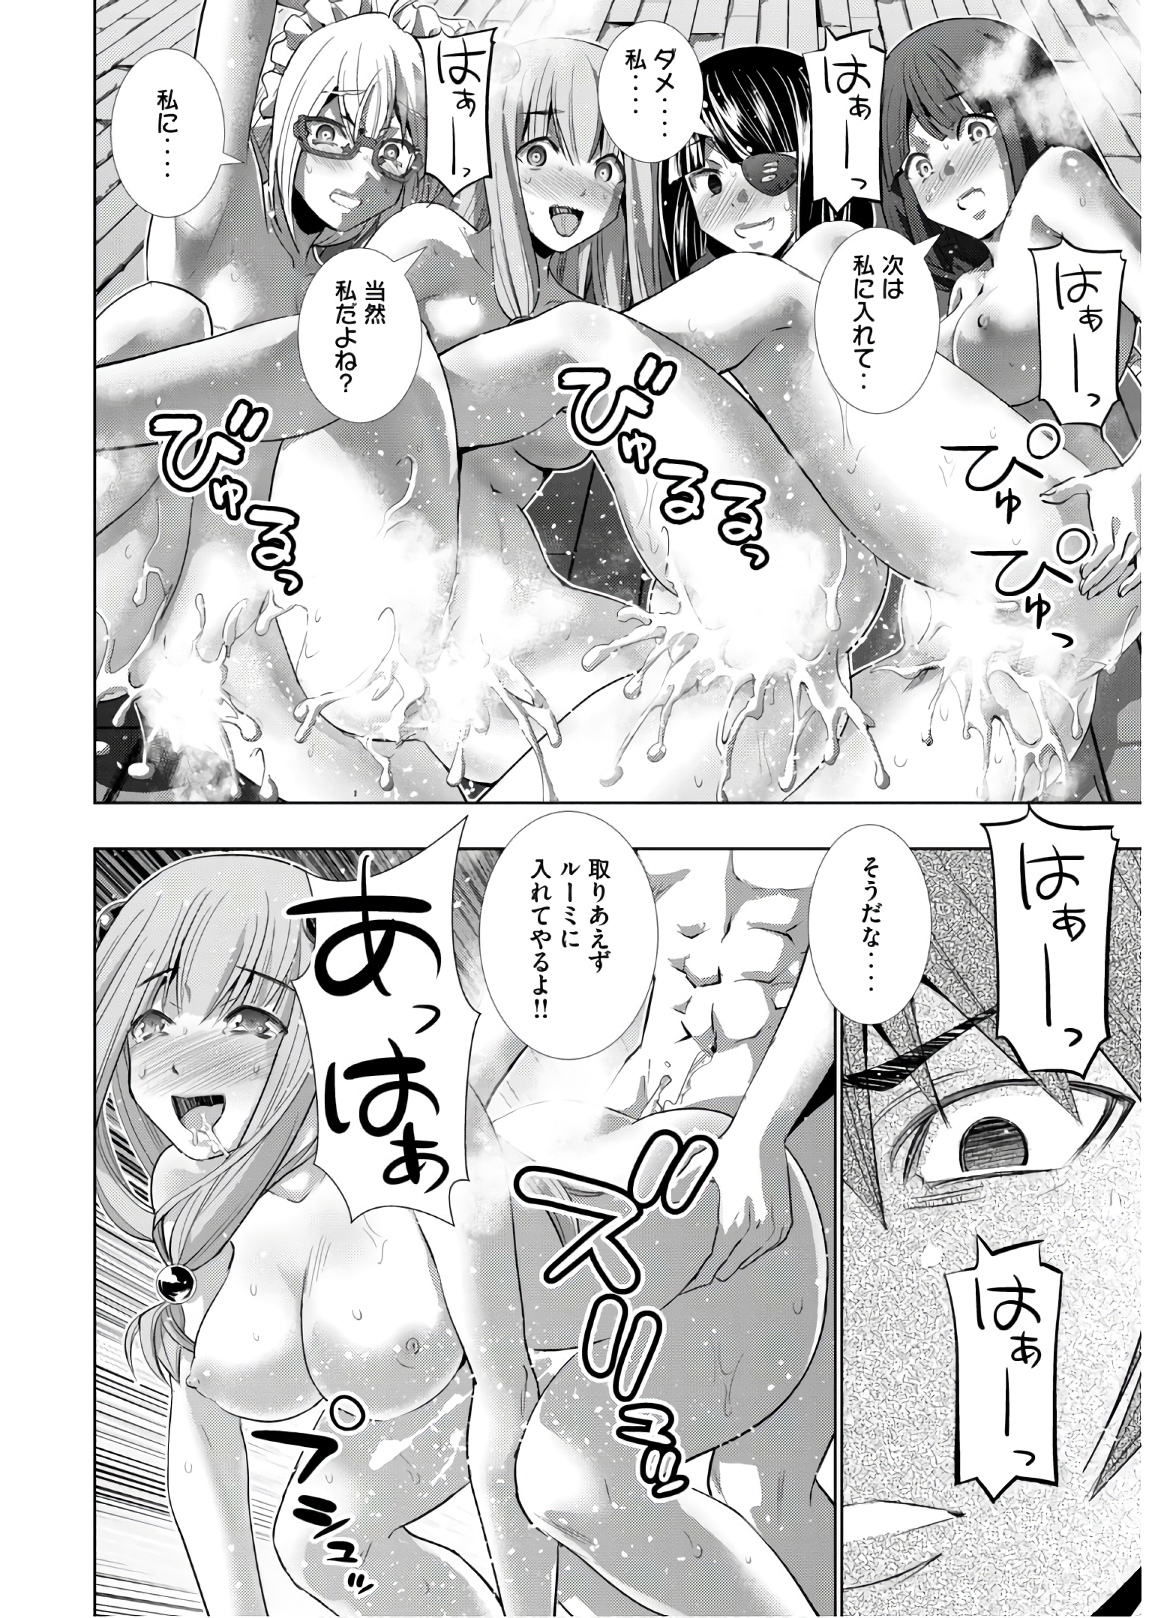 はぁーっ
次は
私に入れて‥
はぁーっ
ダメ‥‥
私‥‥
はぁーっ
当然
私だよね？
私に‥‥
ぴゅ
ぴゅっ
びゅるるっ
びゅるっ
はぁーっ
そうだな‥‥
はぁーっ
取りあえず
ルーミに
入れてやるよ!!
ズズュッ
あっ
はぁ
プシュッ